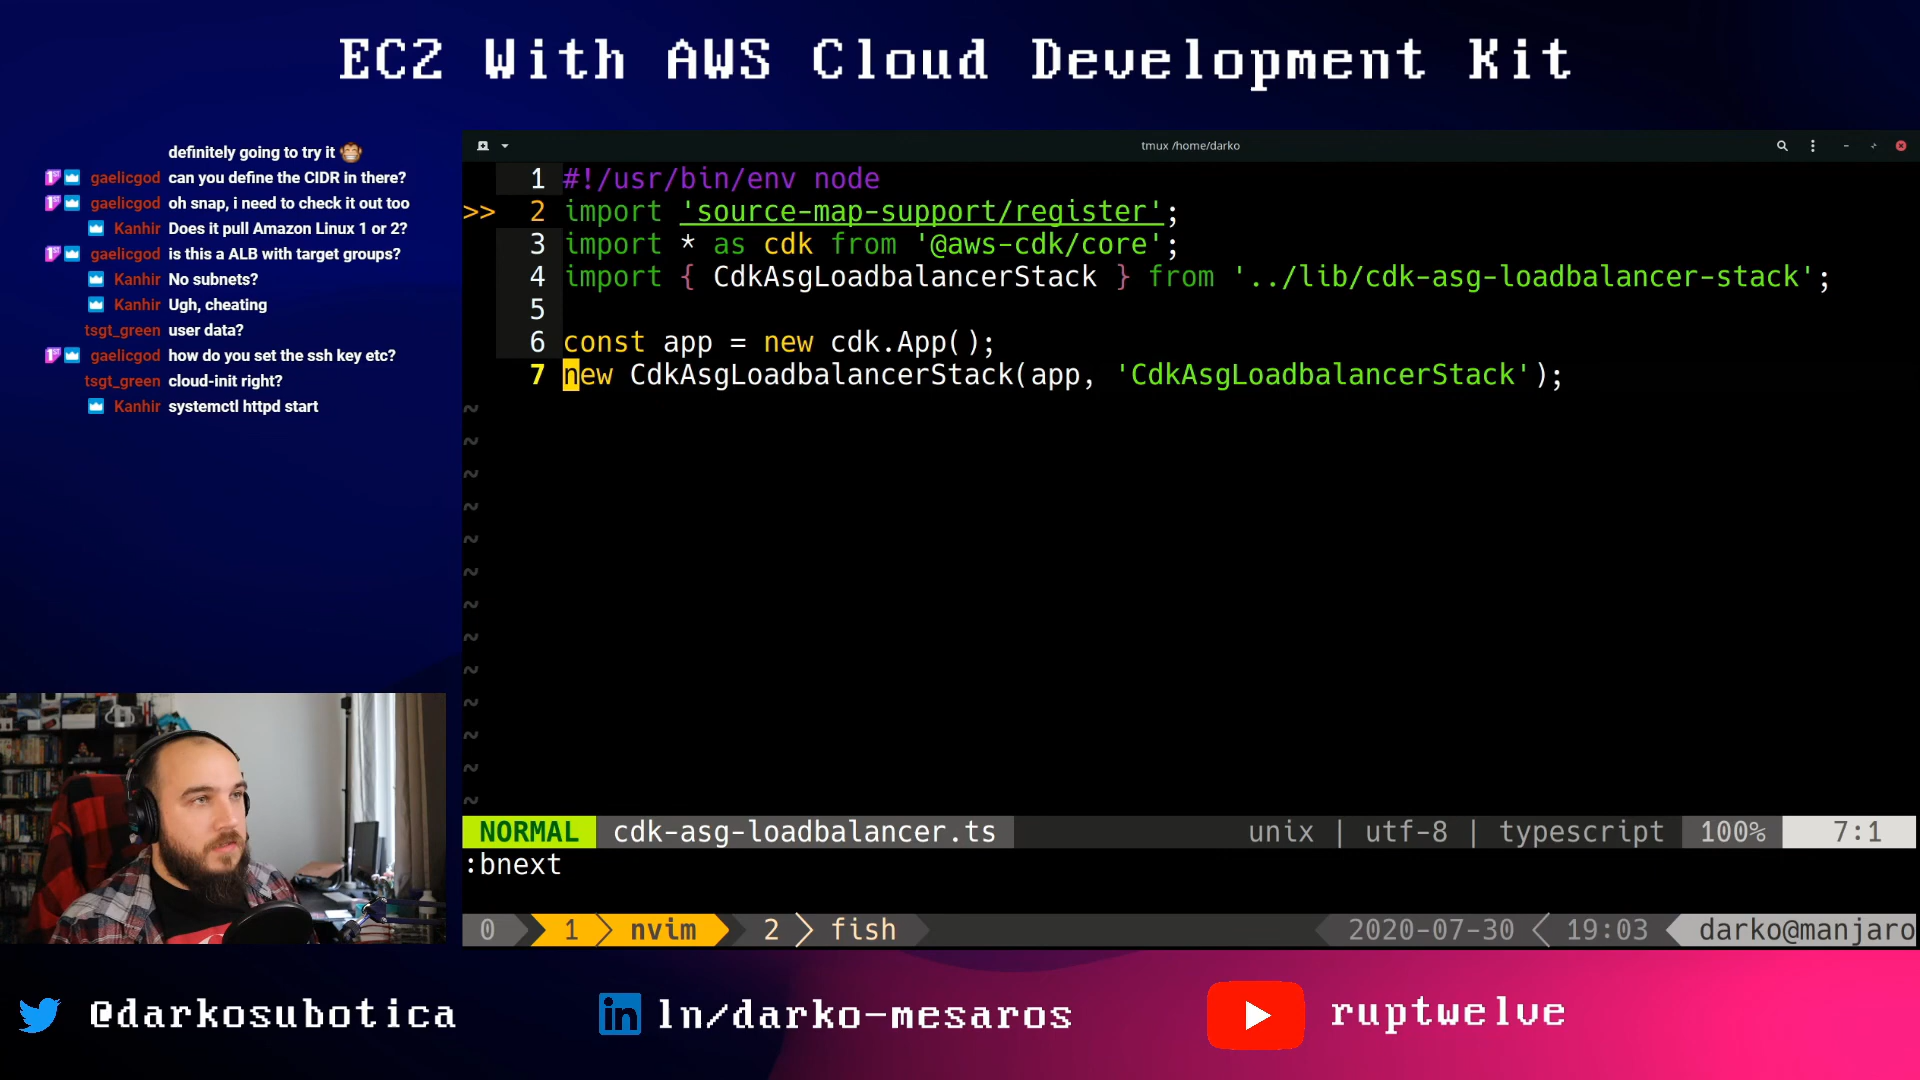 EC2 With AWS Cloud Development Kit
definitely going to try it
gaelicgod can you define the CIDR in there?
gaelicgod oh snap, i need to check it out too
Kanhir Does it pull Amazon Linux 1 or 2?
gaelicgod is this a ALB with target groups?
Kanhir No subnets?
Kanhir Ugh, cheating
tsgt_green user data?
gaelicgod how do you set the ssh key etc?
tsgt_green cloud-init right?
Kanhir systemctl httpd start
tmux /home/darko
1 #!/usr/bin/env node
>> 2 import 'source-map-support/register';
3 import * as cdk from '@aws-cdk/core';
4 import { CdkAsgLoadbalancerStack } from '../lib/cdk-asg-loadbalancer-stack';
5
6 const app = new cdk.App();
7 new CdkAsgLoadbalancerStack(app, 'CdkAsgLoadbalancerStack');
~
~
~
~
~
~
~
~
~
~
~
~
~
NORMAL cdk-asg-loadbalancer.ts unix | utf-8 | typescript 100% 7:1
:bnext
0 1 nvim 2 fish 2020-07-30 19:03 darko@manjaro
@darkosubotica
in ln/darko-mesaros
ruptwelve